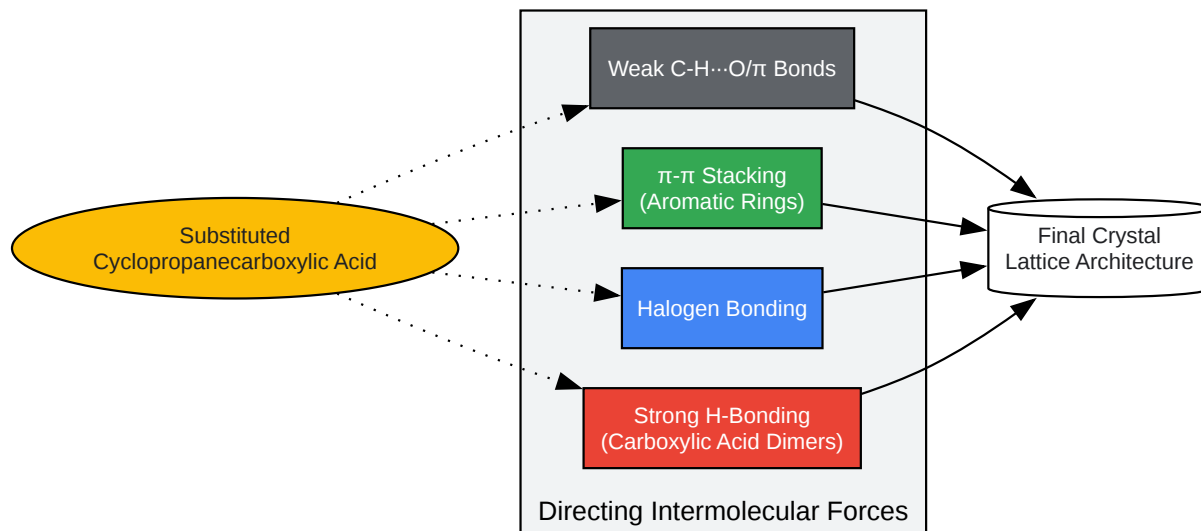 Weak C-H···O/π Bonds
π-π Stacking
(Aromatic Rings)
Substituted
Cyclopropanecarboxylic Acid
Final Crystal
Lattice Architecture
Halogen Bonding
Strong H-Bonding
(Carboxylic Acid Dimers)
Directing Intermolecular Forces